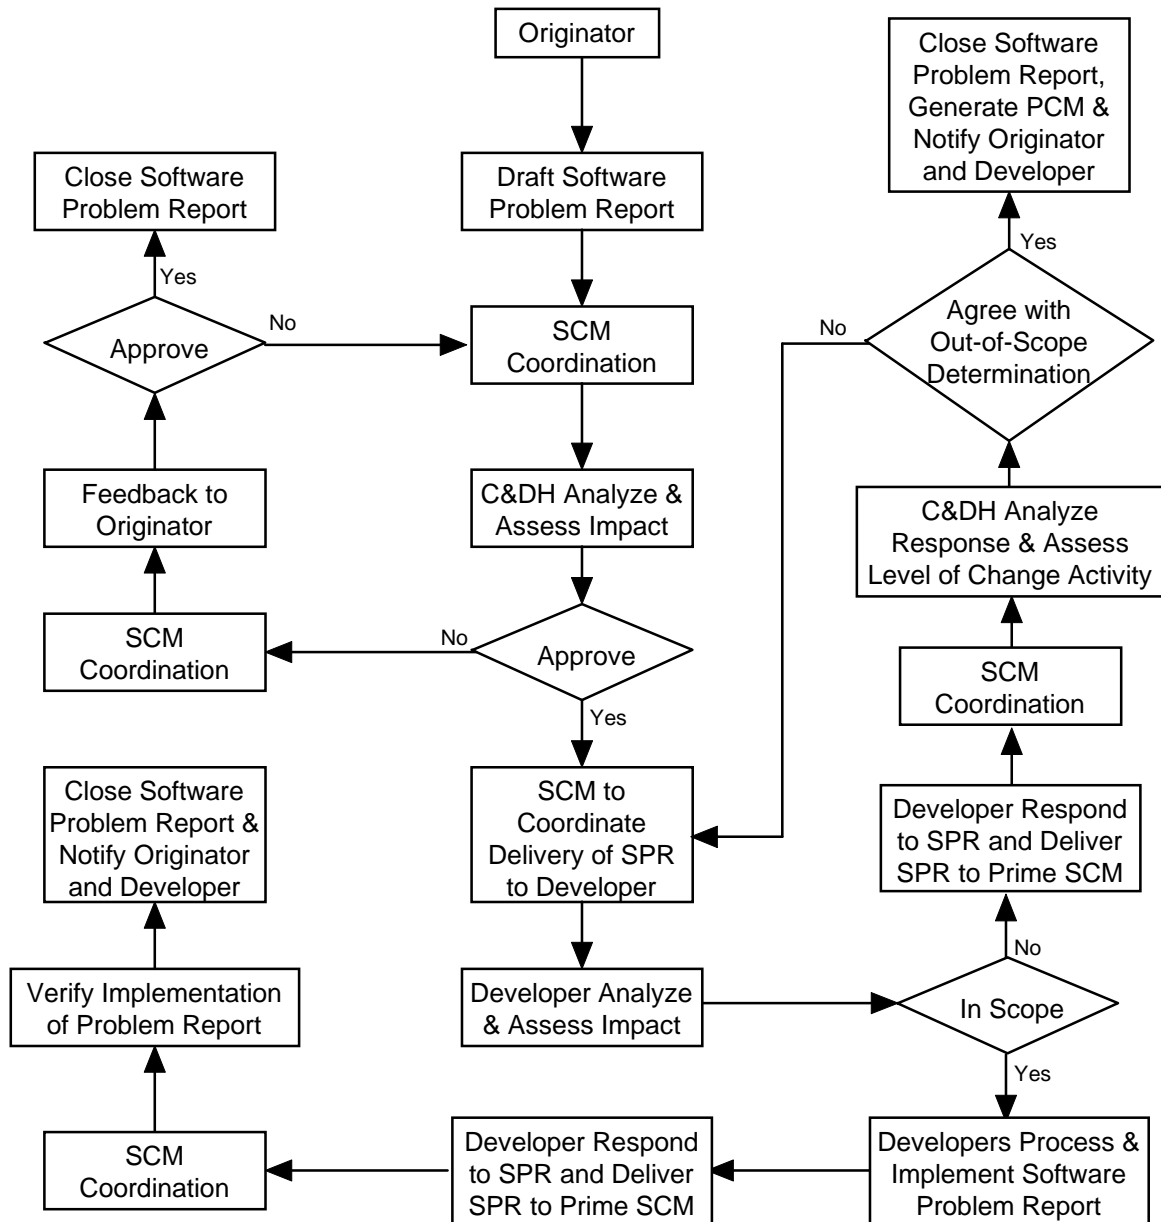 Originator
Close Software
Problem Report,
Generate PCM &
Notify Originator
and Developer
Close Software
Problem Report
Draft Software
Problem Report
Yes
Yes
Approve
No
SCM
Coordination
No
Agree with
Out-of-Scope
Determination
Feedback to
Originator
C&DH Analyze &
Assess Impact
C&DH Analyze
Response & Assess
Level of Change Activity
SCM
Coordination
No
Approve
SCM
Coordination
Yes
Close Software
Problem Report &
Notify Originator
and Developer
SCM to
Coordinate
Delivery of SPR
to Developer
Developer Respond
to SPR and Deliver
SPR to Prime SCM
No
Verify Implementation
of Problem Report
Developer Analyze
& Assess Impact
In Scope
Yes
SCM
Coordination
Developer Respond
to SPR and Deliver
SPR to Prime SCM
Developers Process &
Implement Software
Problem Report